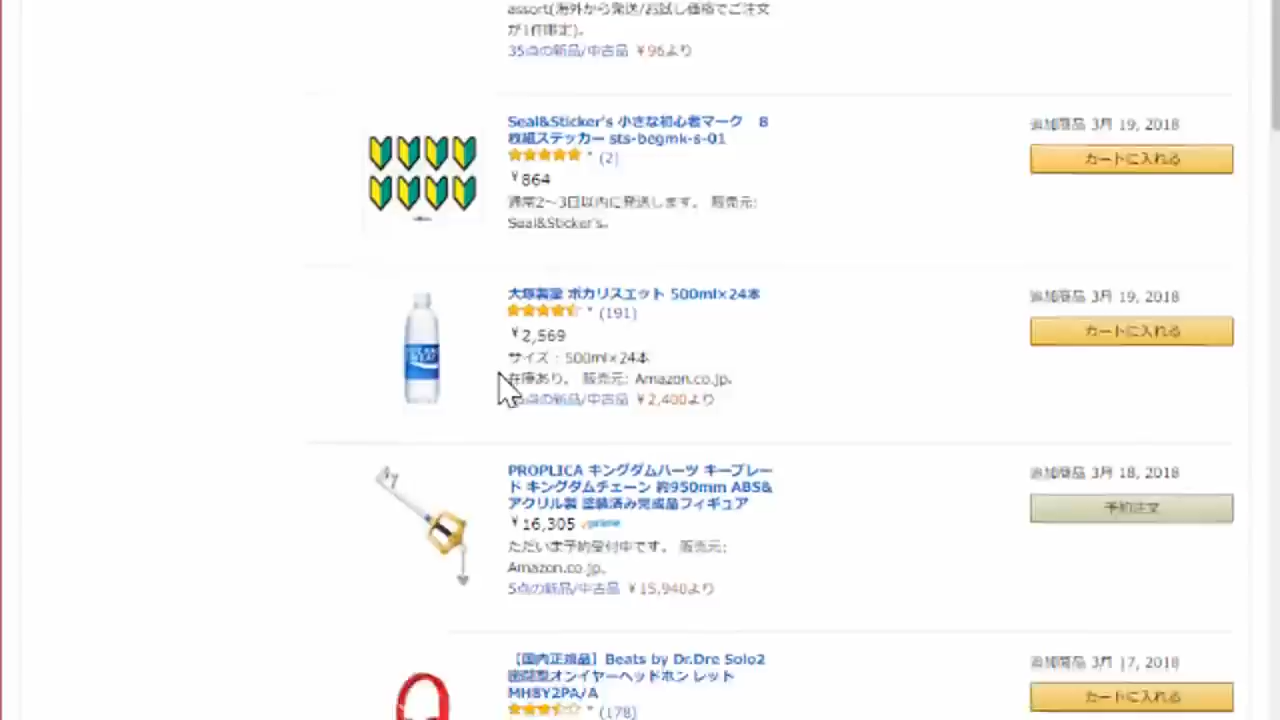 assort(海外から発送/お試し価格でご注文
が1件限定)。
35点の新品/中古品 ￥96より
Seal&Sticker's 小さな初心者マーク 8
枚組ステッカー sts-begmk-s-01
(2)
￥864
通常2～3日以内に発送します。 販売元:
Seal&Sticker's。
追加商品 3月 19, 2018
カートに入れる
大塚製薬 ポカリスエット 500ml×24本
(191)
￥2,569
サイズ : 500ml×24本
在庫あり。 販売元: Amazon.co.jp。
点の新品/中古品 ￥2,400より
追加商品 3月 19, 2018
カートに入れる
PROPLICA キングダムハーツ キーブレー
ド キングダムチェーン 約950mm ABS&
アクリル製 塗装済み完成品フィギュア
￥16,305 prime
ただいま予約受付中です。 販売元:
Amazon.co.jp。
5点の新品/中古品 ￥15,940より
追加商品 3月 18, 2018
予約注文
【国内正規品】Beats by Dr.Dre Solo2
密閉型オンイヤーヘッドホン レッド
MH8Y2PA/A
(178)
追加商品 3月 17, 2018
カートに入れる